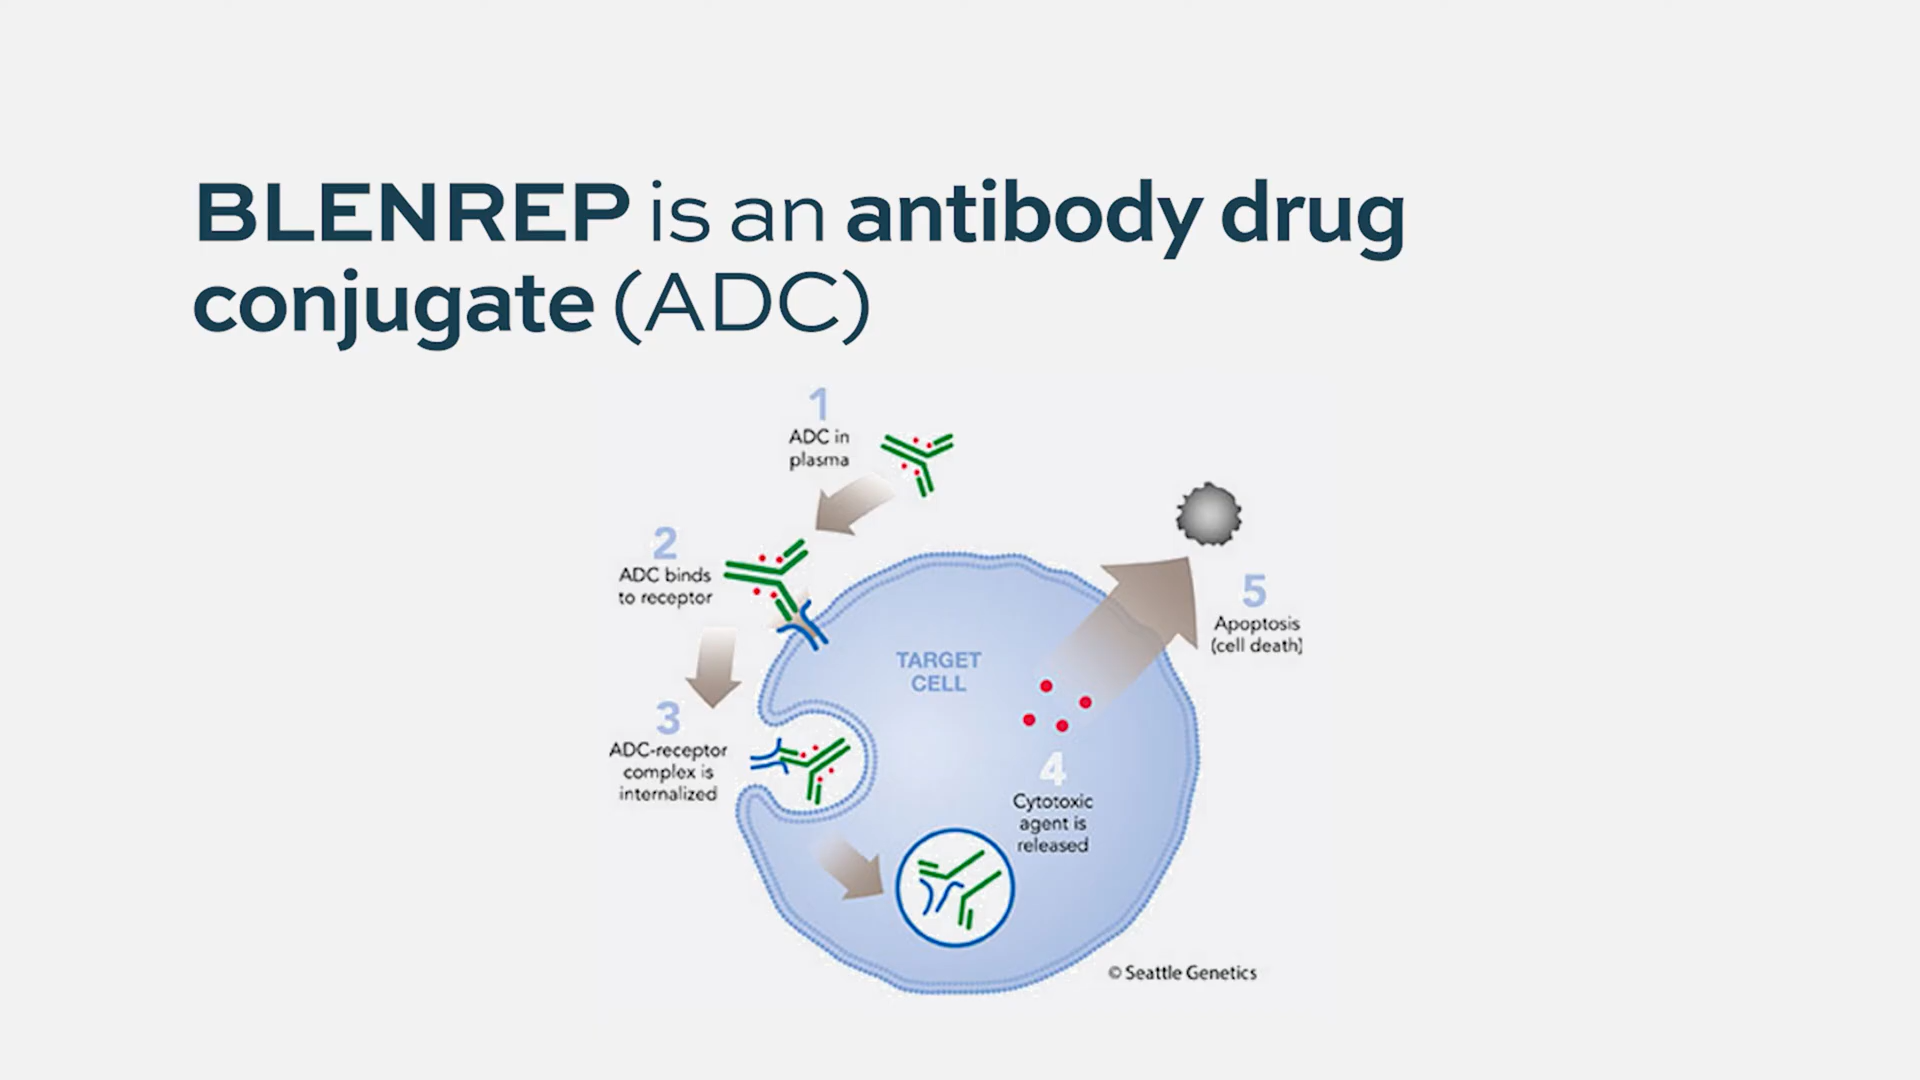 BLENREP is an antibody drug
conjugate (ADC)
1
ADC in
plasma
2
ADC binds
to receptor
3
ADC-receptor
complex is
internalized
TARGET
CELL
4
Cytotoxic
agent is
released
5
Apoptosis
(cell death)
© Seattle Genetics